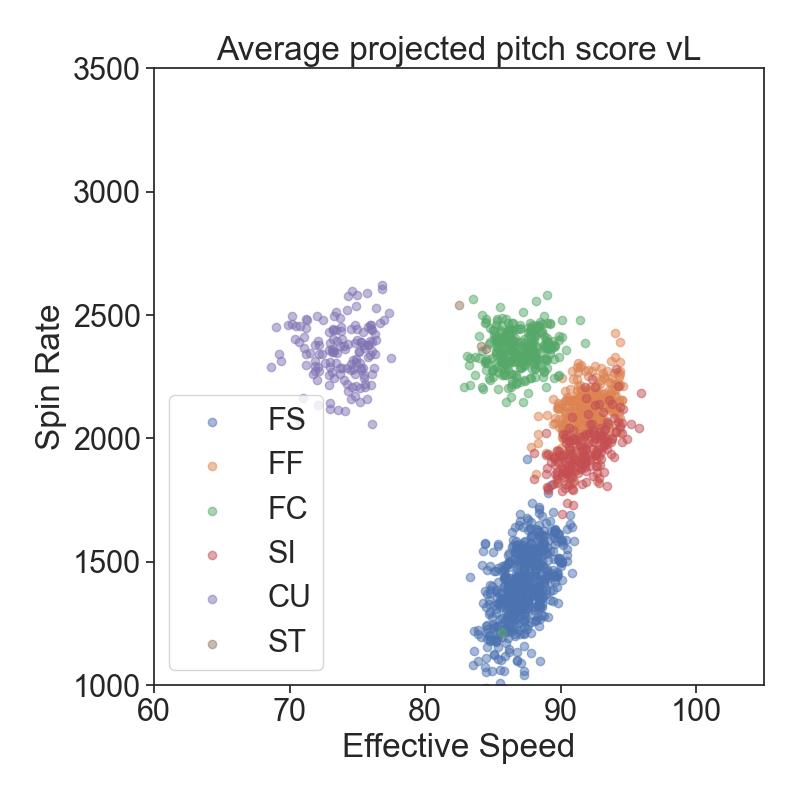 Average projected pitch score vL
3500
3000
2500
2000
1500
1000
Spin Rate
FS
FF
FC
SI
CU
ST
60
70
80
90
100
Effective Speed